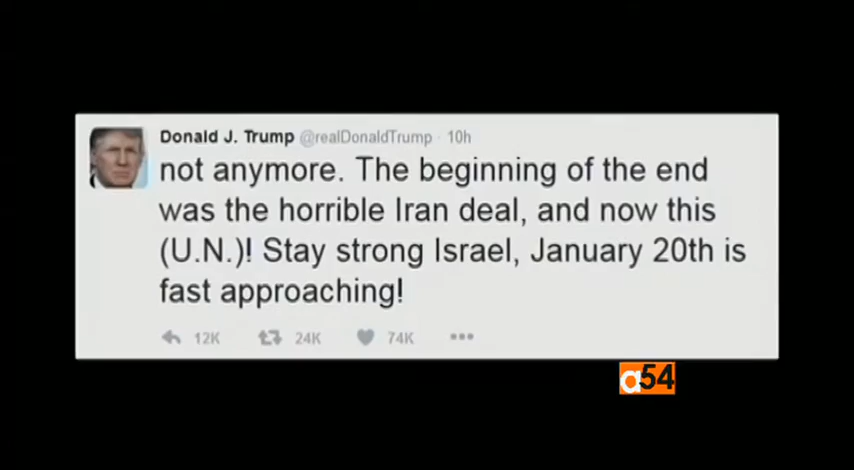 Donald J. Trump @realDonaldTrump · 10h
not anymore. The beginning of the end
was the horrible Iran deal, and now this
(U.N.)! Stay strong Israel, January 20th is
fast approaching!
12K 24K 74K •••
a54